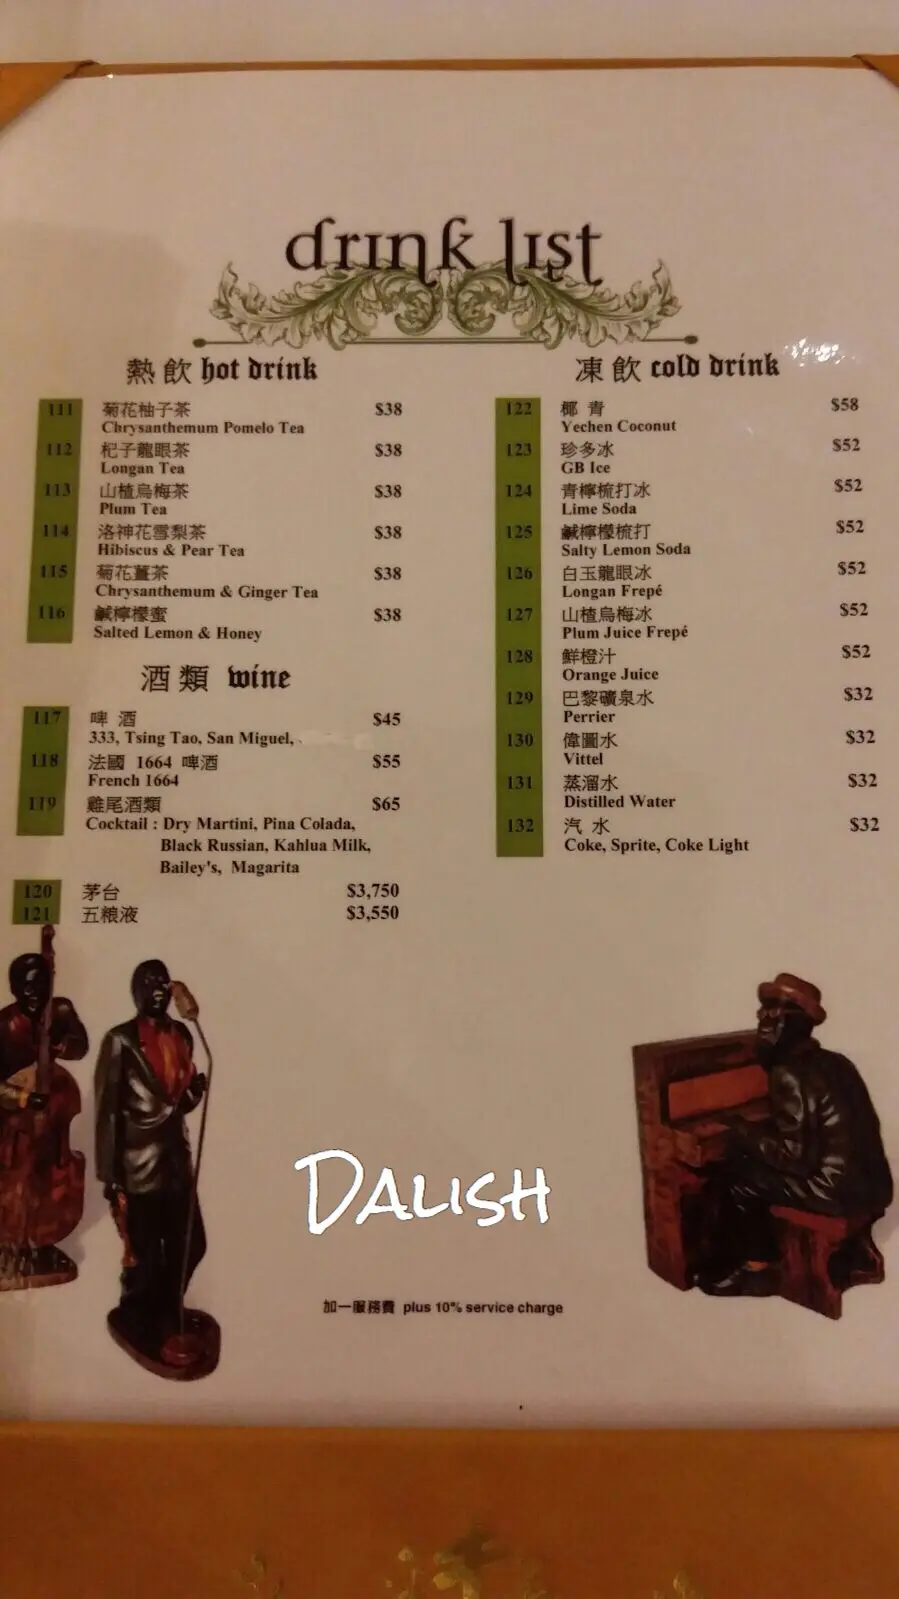 drink list
熱飲 hot drink
111 菊花柚子茶 $38
Chrysanthemum Pomelo Tea
112 杞子龍眼茶 $38
Longan Tea
113 山楂烏梅茶 $38
Plum Tea
114 洛神花雪梨茶 $38
Hibiscus & Pear Tea
115 菊花薑茶 $38
Chrysanthemum & Ginger Tea
116 鹹檸檬蜜 $38
Salted Lemon & Honey
酒類 wine
117 啤 酒 $45
333, Tsing Tao, San Miguel,
118 法國 1664 啤酒 $55
French 1664
119 雞尾酒類 $65
Cocktail : Dry Martini, Pina Colada,
Black Russian, Kahlua Milk,
Bailey's, Magarita
120 茅台 $3,750
121 五粮液 $3,550
凍飲 cold drink
122 椰 青 $58
Yechen Coconut
123 珍多冰 $52
GB Ice
124 青檸梳打冰 $52
Lime Soda
125 鹹檸檬梳打 $52
Salty Lemon Soda
126 白玉龍眼冰 $52
Longan Frepé
127 山楂烏梅冰 $52
Plum Juice Frepé
128 鮮橙汁 $52
Orange Juice
129 巴黎礦泉水 $32
Perrier
130 偉圖水 $32
Vittel
131 蒸溜水 $32
Distilled Water
132 汽 水 $32
Coke, Sprite, Coke Light
Dalish
加一服務費 plus 10% service charge